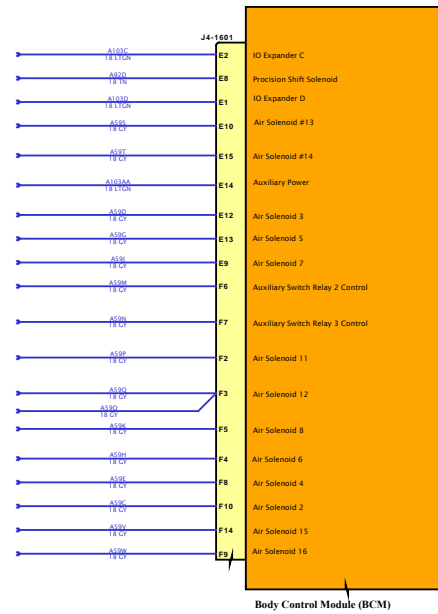 J4-1601
A103C
18 LTGN
E2
IO Expander C
A92D
18 TN
E8
Procision Shift Solenoid
A103D
18 LTGN
E1
IO Expander D
A59S
18 GY
E10
Air Solenoid #13
A59T
18 GY
E15
Air Solenoid #14
A103AA
18 LTGN
E14
Auxiliary Power
A59D
18 GY
E12
Air Solenoid 3
A59G
18 GY
E13
Air Solenoid 5
A59J
18 GY
E9
Air Solenoid 7
A59M
18 GY
F6
Auxiliary Switch Relay 2 Control
A59N
18 GY
F7
Auxiliary Switch Relay 3 Control
A59P
18 GY
F2
Air Solenoid 11
A59Q
18 GY
F3
Air Solenoid 12
A59Q
18 GY
A59K
18 GY
F5
Air Solenoid 8
A59H
18 GY
F4
Air Solenoid 6
A59E
18 GY
F8
Air Solenoid 4
A59C
18 GY
F10
Air Solenoid 2
A59V
18 GY
F14
Air Solenoid 15
A59W
18 GY
F9
Air Solenoid 16
Body Control Module (BCM)